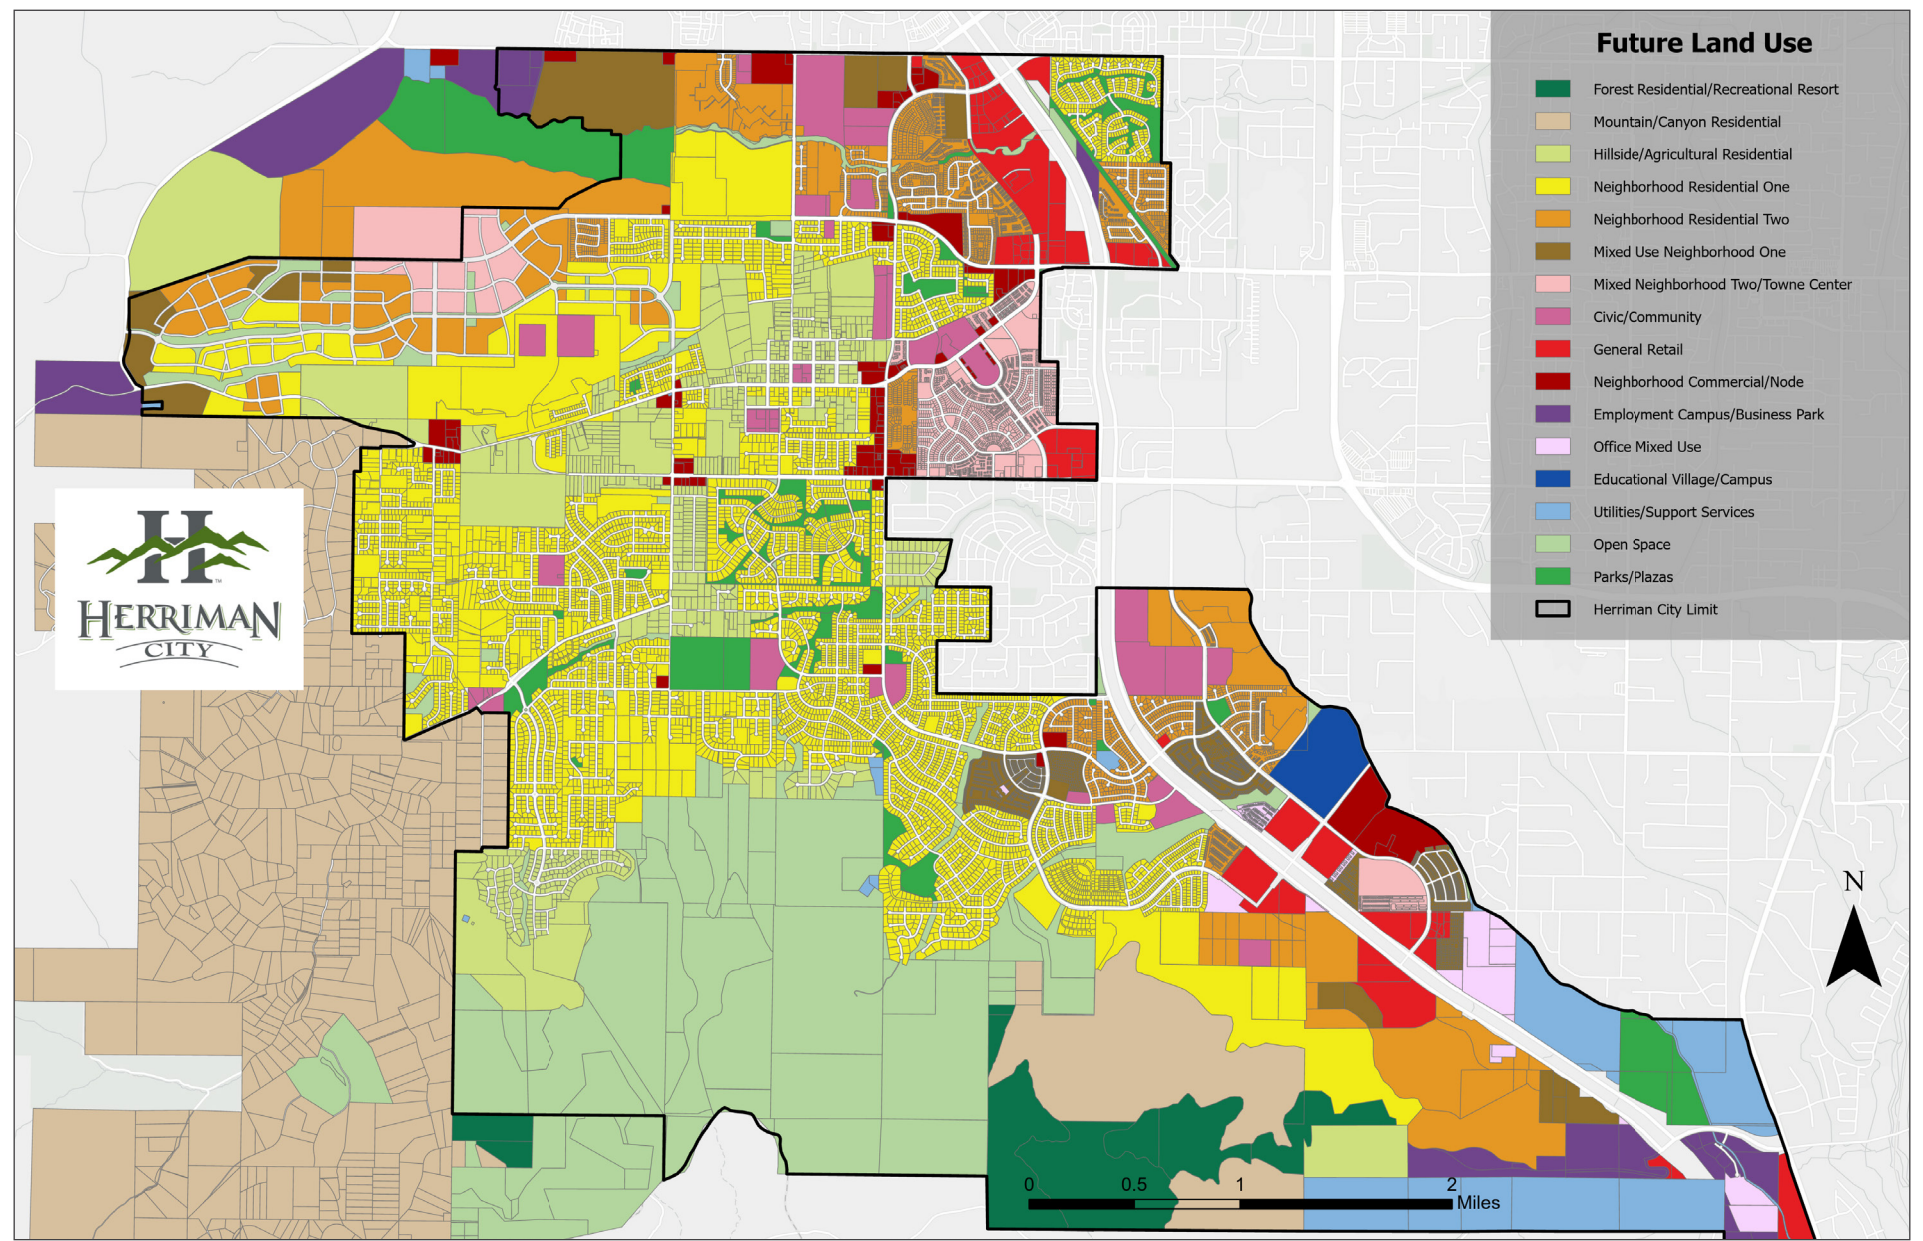 Future Land Use
Forest Residential/Recreational Resort
Mountain/Canyon Residential
Hillside/Agricultural Residential
Neighborhood Residential One
Neighborhood Residential Two
Mixed Use Neighborhood One
Mixed Neighborhood Two/Towne Center
Civic/Community
General Retail
Neighborhood Commercial/Node
Employment Campus/Business Park
Office Mixed Use
Educational Village/Campus
Utilities/Support Services
Open Space
Parks/Plazas
Herriman City Limit
H
TM
HERRIMAN
CITY
N
0 0.5 1 2
Miles